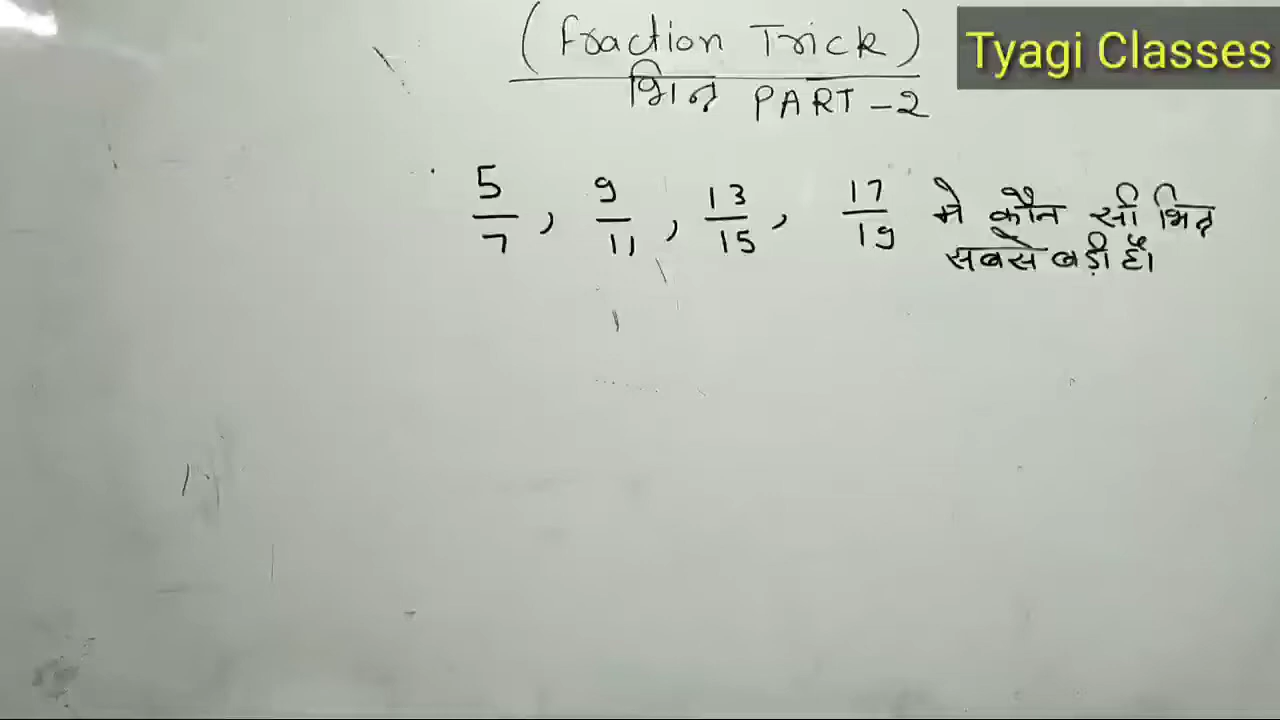 (Fraction Trick)
Tyagi Classes
भिन्न PART-2
5/7, 9/11, 13/15, 17/19 मे कौन सी भिन्न
सबसे बड़ी है।